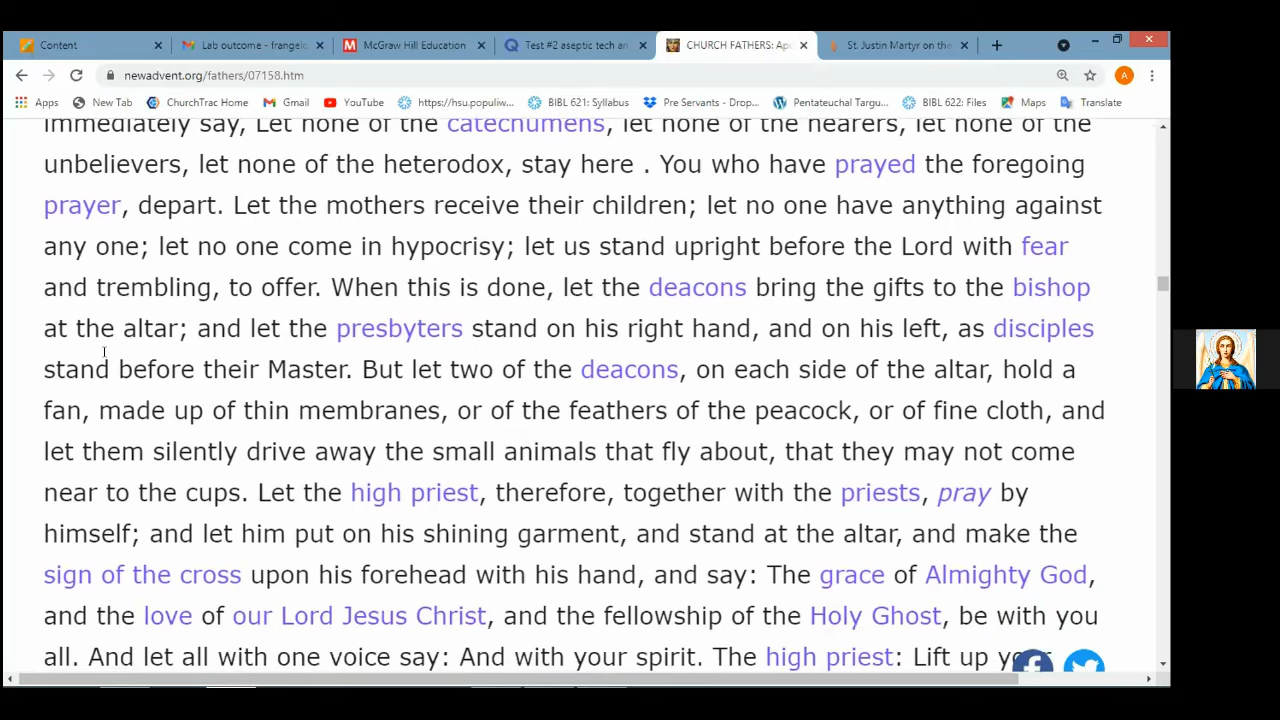 Content
Lab outcome - frangelo
McGraw Hill Education
Test #2 aseptic tech an
CHURCH FATHERS: Apo
St. Justin Martyr on the
newadvent.org/fathers/07158.htm
A
Apps
New Tab
ChurchTrac Home
Gmail
YouTube
https://hsu.populiw...
BIBL 621: Syllabus
Pre Servants - Drop...
Pentateuchal Targu...
BIBL 622: Files
Maps
Translate
immediately say, Let none of the catechumens, let none of the hearers, let none of the
unbelievers, let none of the heterodox, stay here . You who have prayed the foregoing
prayer, depart. Let the mothers receive their children; let no one have anything against
any one; let no one come in hypocrisy; let us stand upright before the Lord with fear
and trembling, to offer. When this is done, let the deacons bring the gifts to the bishop
at the altar; and let the presbyters stand on his right hand, and on his left, as disciples
stand before their Master. But let two of the deacons, on each side of the altar, hold a
fan, made up of thin membranes, or of the feathers of the peacock, or of fine cloth, and
let them silently drive away the small animals that fly about, that they may not come
near to the cups. Let the high priest, therefore, together with the priests, pray by
himself; and let him put on his shining garment, and stand at the altar, and make the
sign of the cross upon his forehead with his hand, and say: The grace of Almighty God,
and the love of our Lord Jesus Christ, and the fellowship of the Holy Ghost, be with you
all. And let all with one voice say: And with your spirit. The high priest: Lift up your